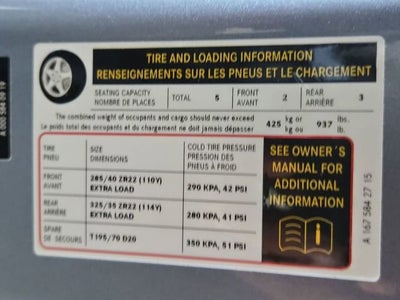 TIRE AND LOADING INFORMATION
RENSEIGNEMENTS SUR LES PNEUS ET LE CHARGEMENT
SEATING CAPACITY
NOMBRE DE PLACES
TOTAL 5
FRONT
AVANT
2
REAR
ARRIÈRE
3
The combined weight of occupants and cargo should never exceed
Le poids total des occupants et du chargement ne doit jamais dépasser
425 kg or 937 lbs.
kg ou lb.
TIRE
PNEU
SIZE
DIMENSIONS
COLD TIRE PRESSURE
PRESSION DES
PNEUS À FROID
FRONT
AVANT
285/40 ZR22 (110Y)
EXTRA LOAD
290 KPA, 42 PSI
REAR
ARRIÈRE
325/35 ZR22 (114Y)
EXTRA LOAD
280 KPA, 41 PSI
SPARE
DE SECOURS
T195/70 D20
350 KPA, 51 PSI
SEE OWNER´S
MANUAL FOR
ADDITIONAL
INFORMATION
A 167 584 27 15
A 000 584 09 19